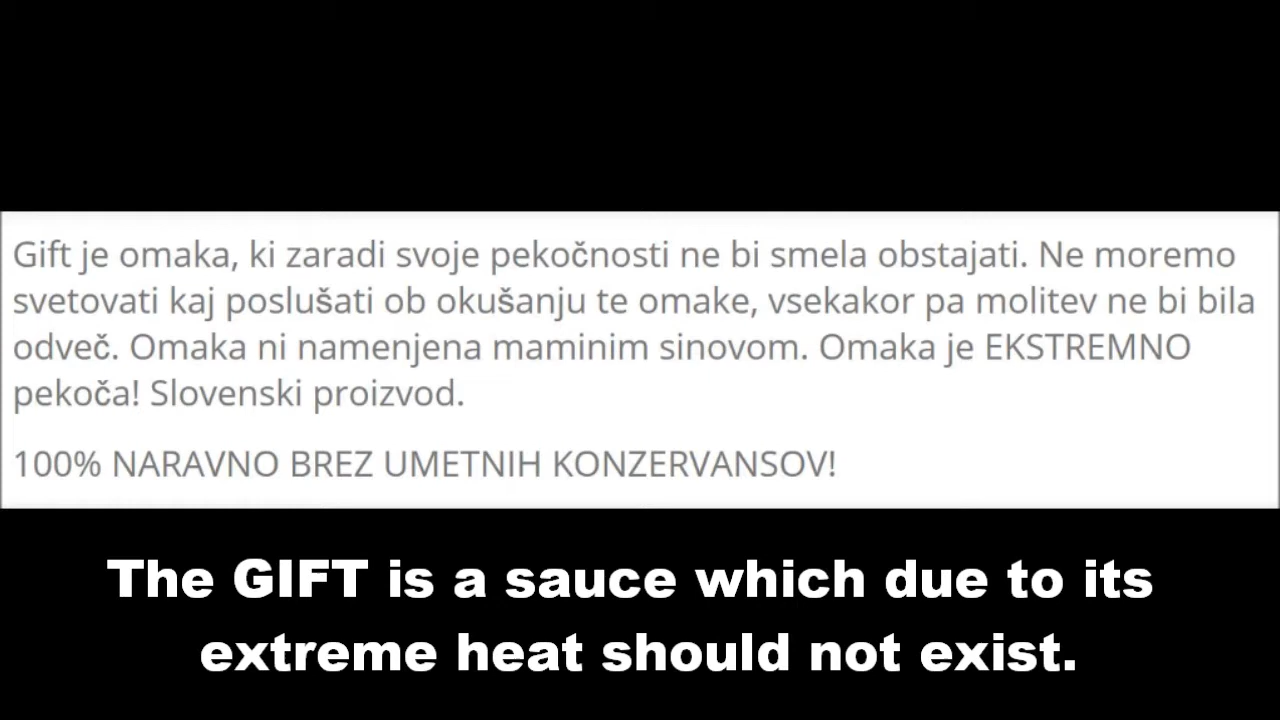 Gift je omaka, ki zaradi svoje pekočnosti ne bi smela obstajati. Ne moremo
svetovati kaj poslušati ob okušanju te omake, vsekakor pa molitev ne bi bila
odveč. Omaka ni namenjena maminim sinovom. Omaka je EKSTREMNO
pekoča! Slovenski proizvod.
100% NARAVNO BREZ UMETNIH KONZERVANSOV!
The GIFT is a sauce which due to its
extreme heat should not exist.